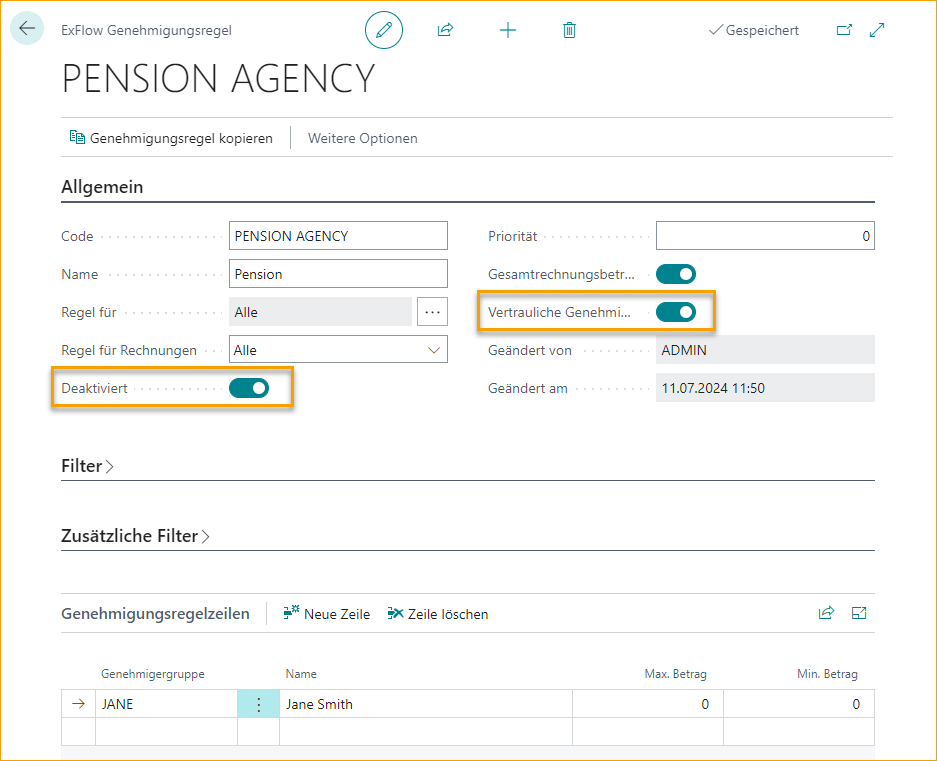 ExFlow Genehmigungsregel
Gespeichert
PENSION AGENCY
Genehmigungsregel kopieren
Weitere Optionen
Allgemein
Code PENSION AGENCY
Priorität 0
Name Pension
Gesamtrechnungsbetr...
Regel für Alle
Vertrauliche Genehmi...
Regel für Rechnungen Alle
Geändert von ADMIN
Deaktiviert
Geändert am 11.07.2024 11:50
Filter
Zusätzliche Filter
Genehmigungsregelzeilen
Neue Zeile
Zeile löschen
Genehmigergruppe Name Max. Betrag Min. Betrag
JANE Jane Smith 0 0